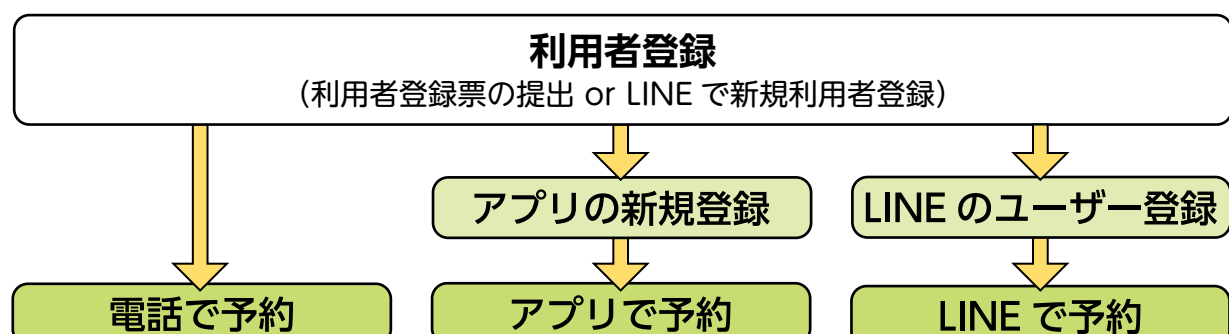 利用者登録
（利用者登録票の提出 or LINE で新規利用者登録）
アプリの新規登録
LINE のユーザー登録
電話で予約
アプリで予約
LINE で予約